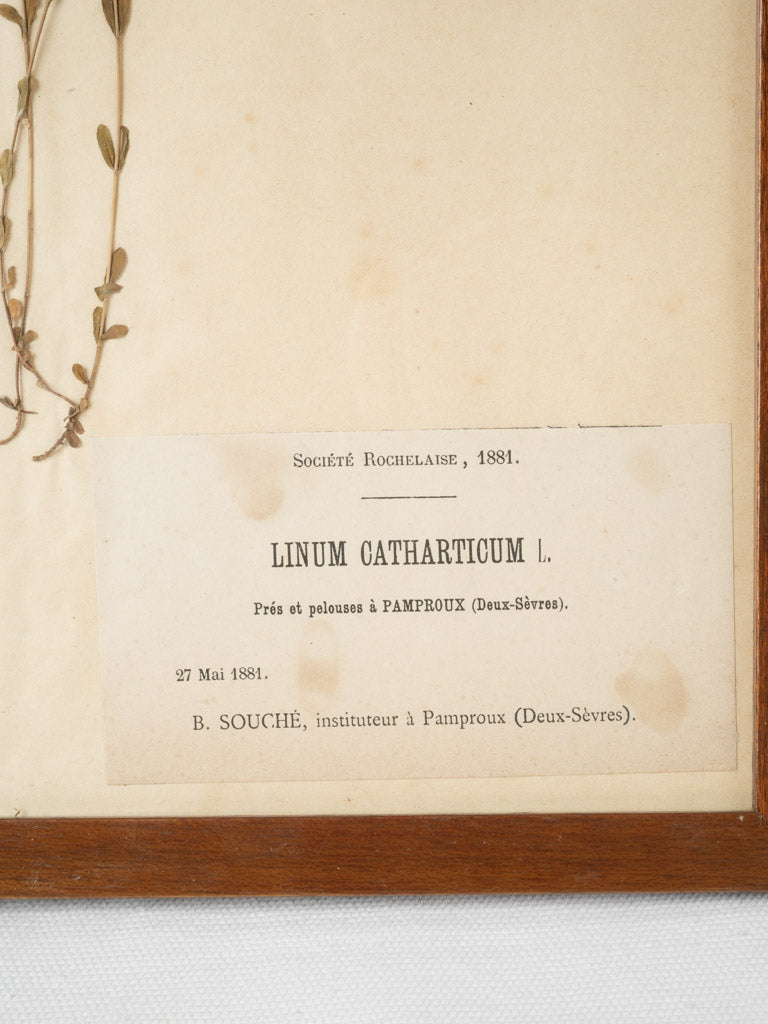 Société Rochelaise, 1881.
LINUM CATHARTICUM L.
Prés et pelouses à PAMPROUX (Deux-Sèvres).
27 Mai 1881.
B. SOUCHÉ, instituteur à Pamproux (Deux-Sèvres).